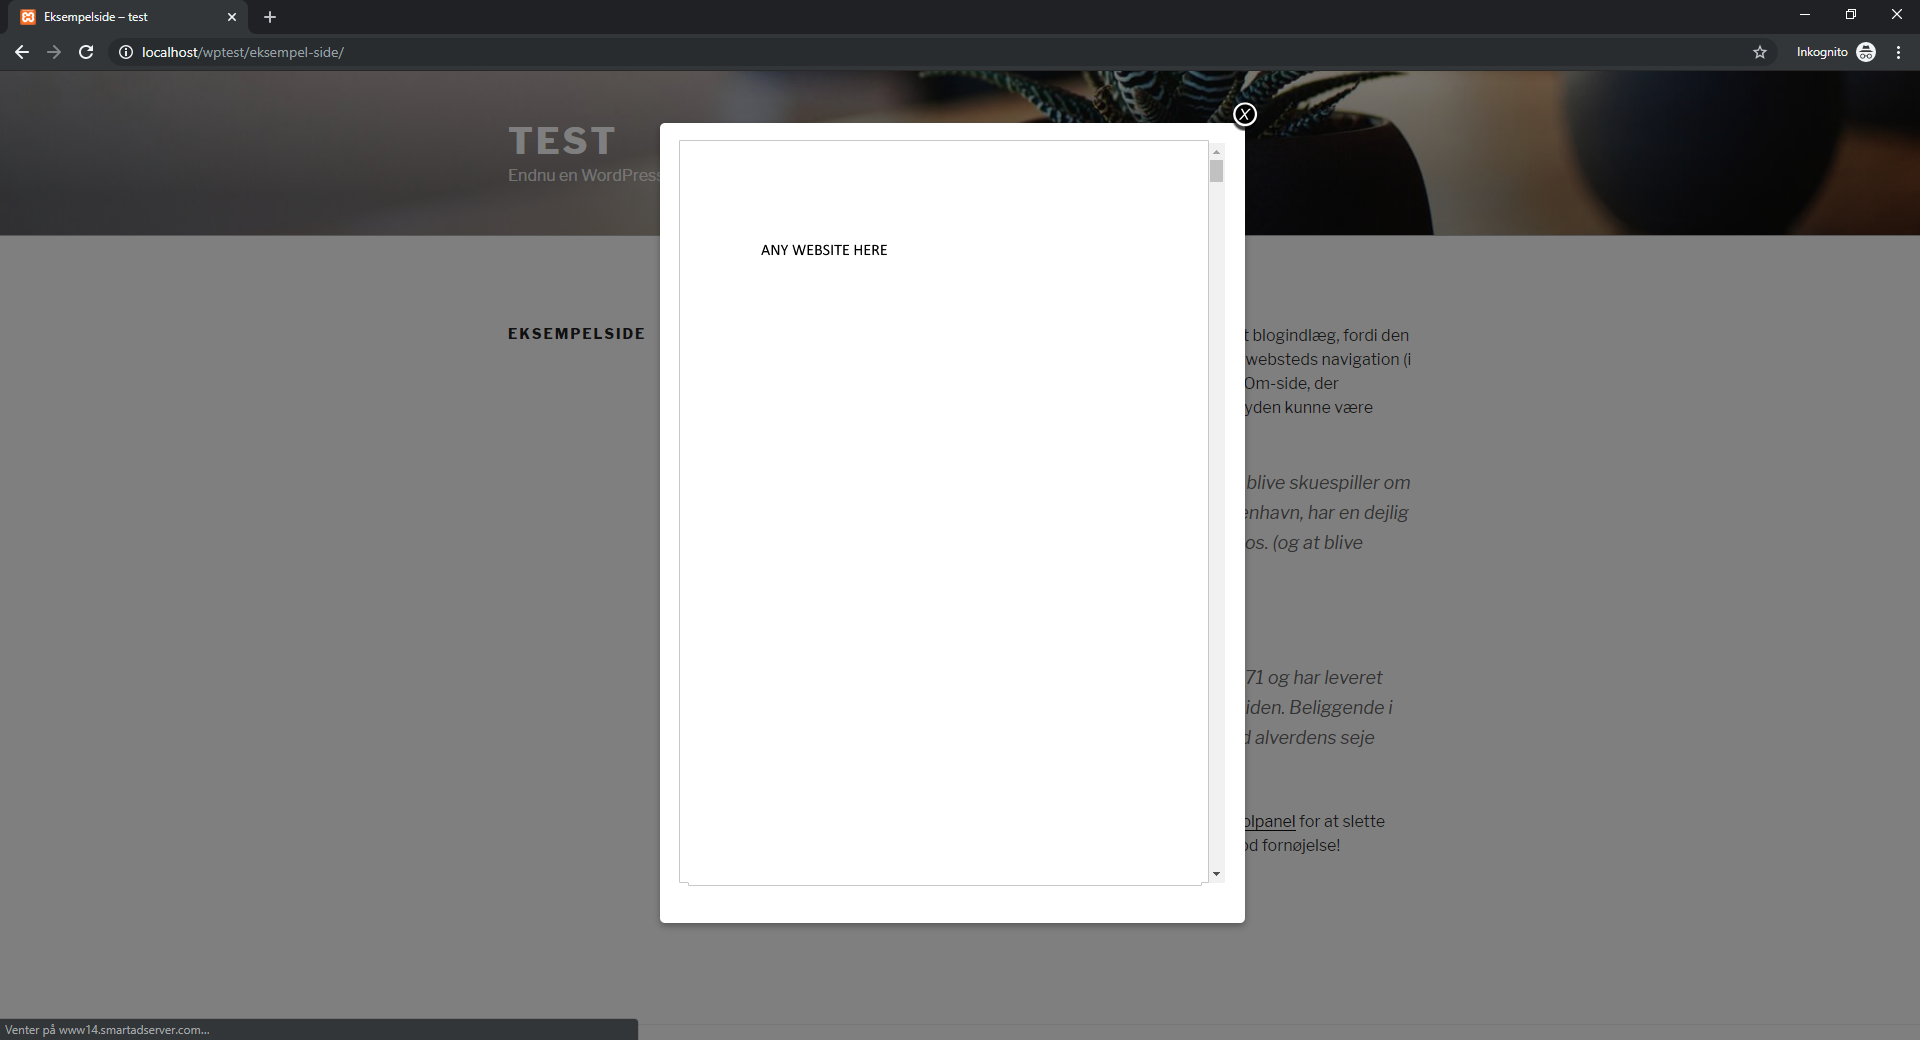 Eksempelside – test
localhost/wptest/eksempel-side/
Inkognito
X
TEST
Endnu en WordPress
ANY WEBSITE HERE
EKSEMPELSIDE
t blogindlæg, fordi den
websteds navigation (i
Om-side, der
yden kunne være
blive skuespiller om
enhavn, har en dejlig
os. (og at blive
71 og har leveret
iden. Beliggende i
d alverdens seje
olpanel for at slette
od fornøjelse!
Venter på www14.smartadserver.com...